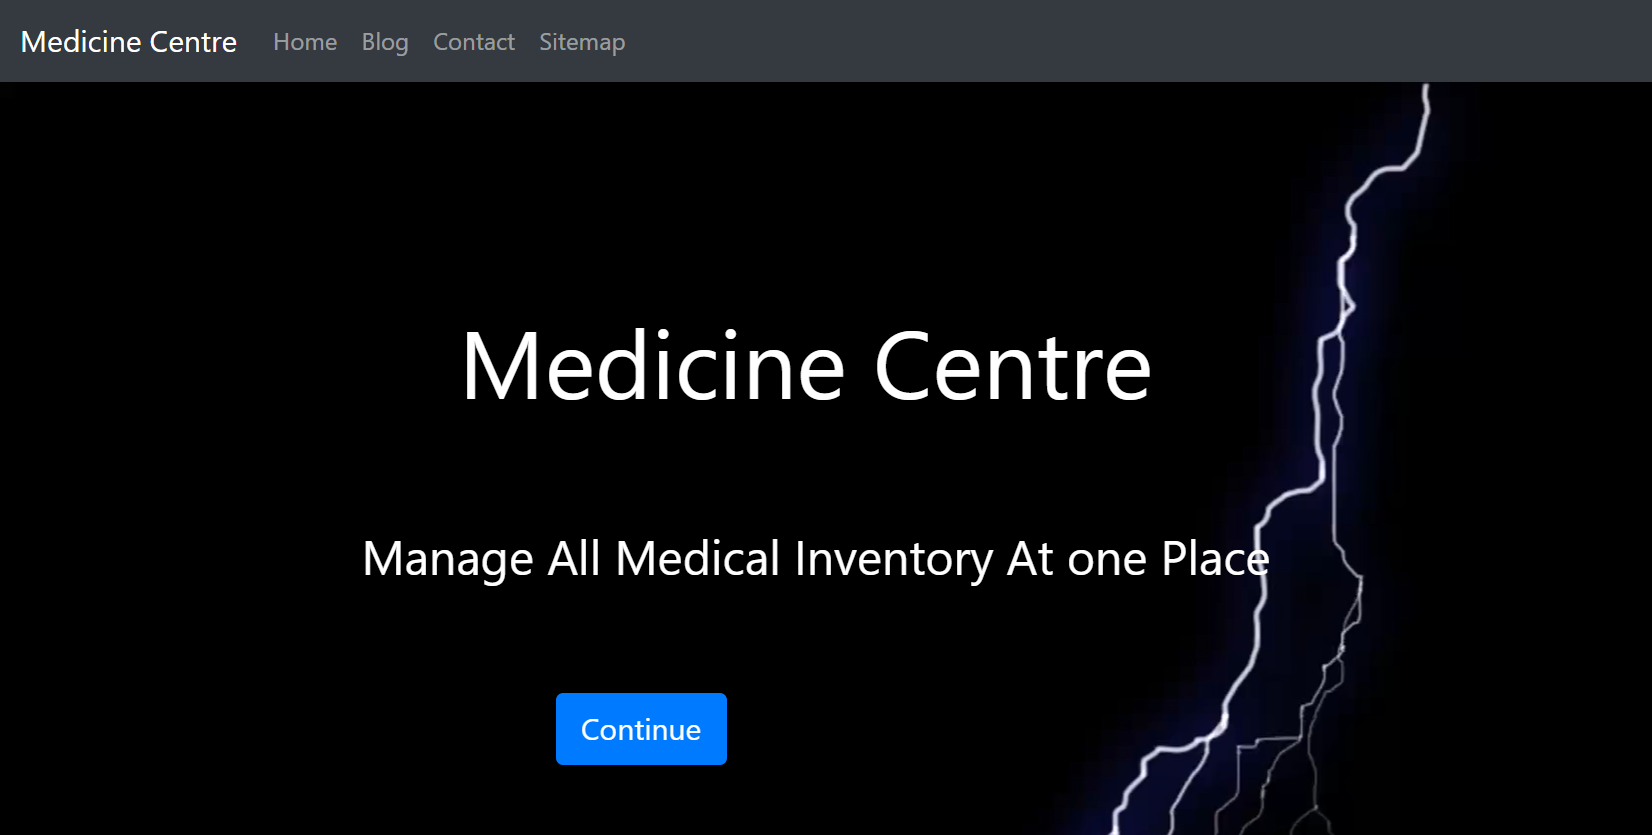 Medicine Centre Home Blog Contact Sitemap
Medicine Centre
Manage All Medical Inventory At one Place
Continue